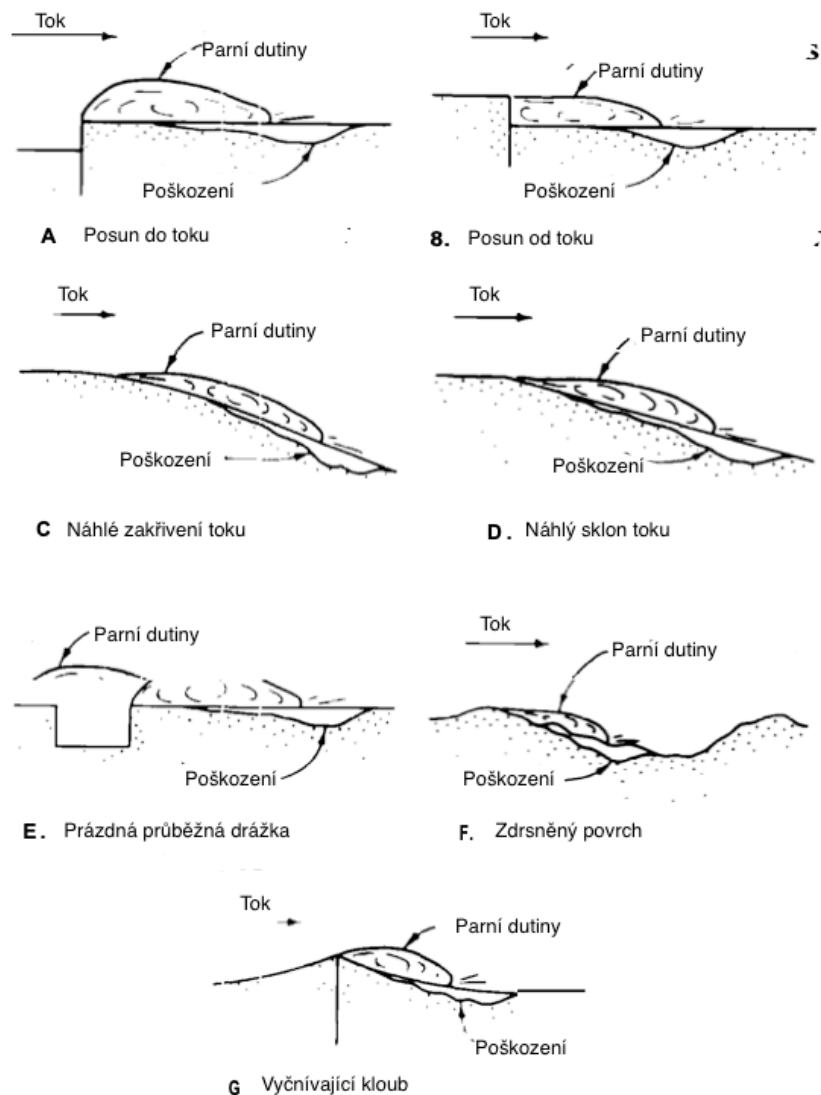 Tok
Parní dutiny
Poškození
A Posun do toku
Tok
Parní dutiny
Poškození
8. Posun od toku
Tok
Parní dutiny
Poškození
C Náhlé zakřivení toku
Tok
Parní dutiny
Poškození
D. Náhlý sklon toku
Parní dutiny
Poškození
E. Prázdná průběžná drážka
Tok
Parní dutiny
Poškození
F. Zdrsněný povrch
Tok
Parní dutiny
Poškození
G Vyčnívající kloub